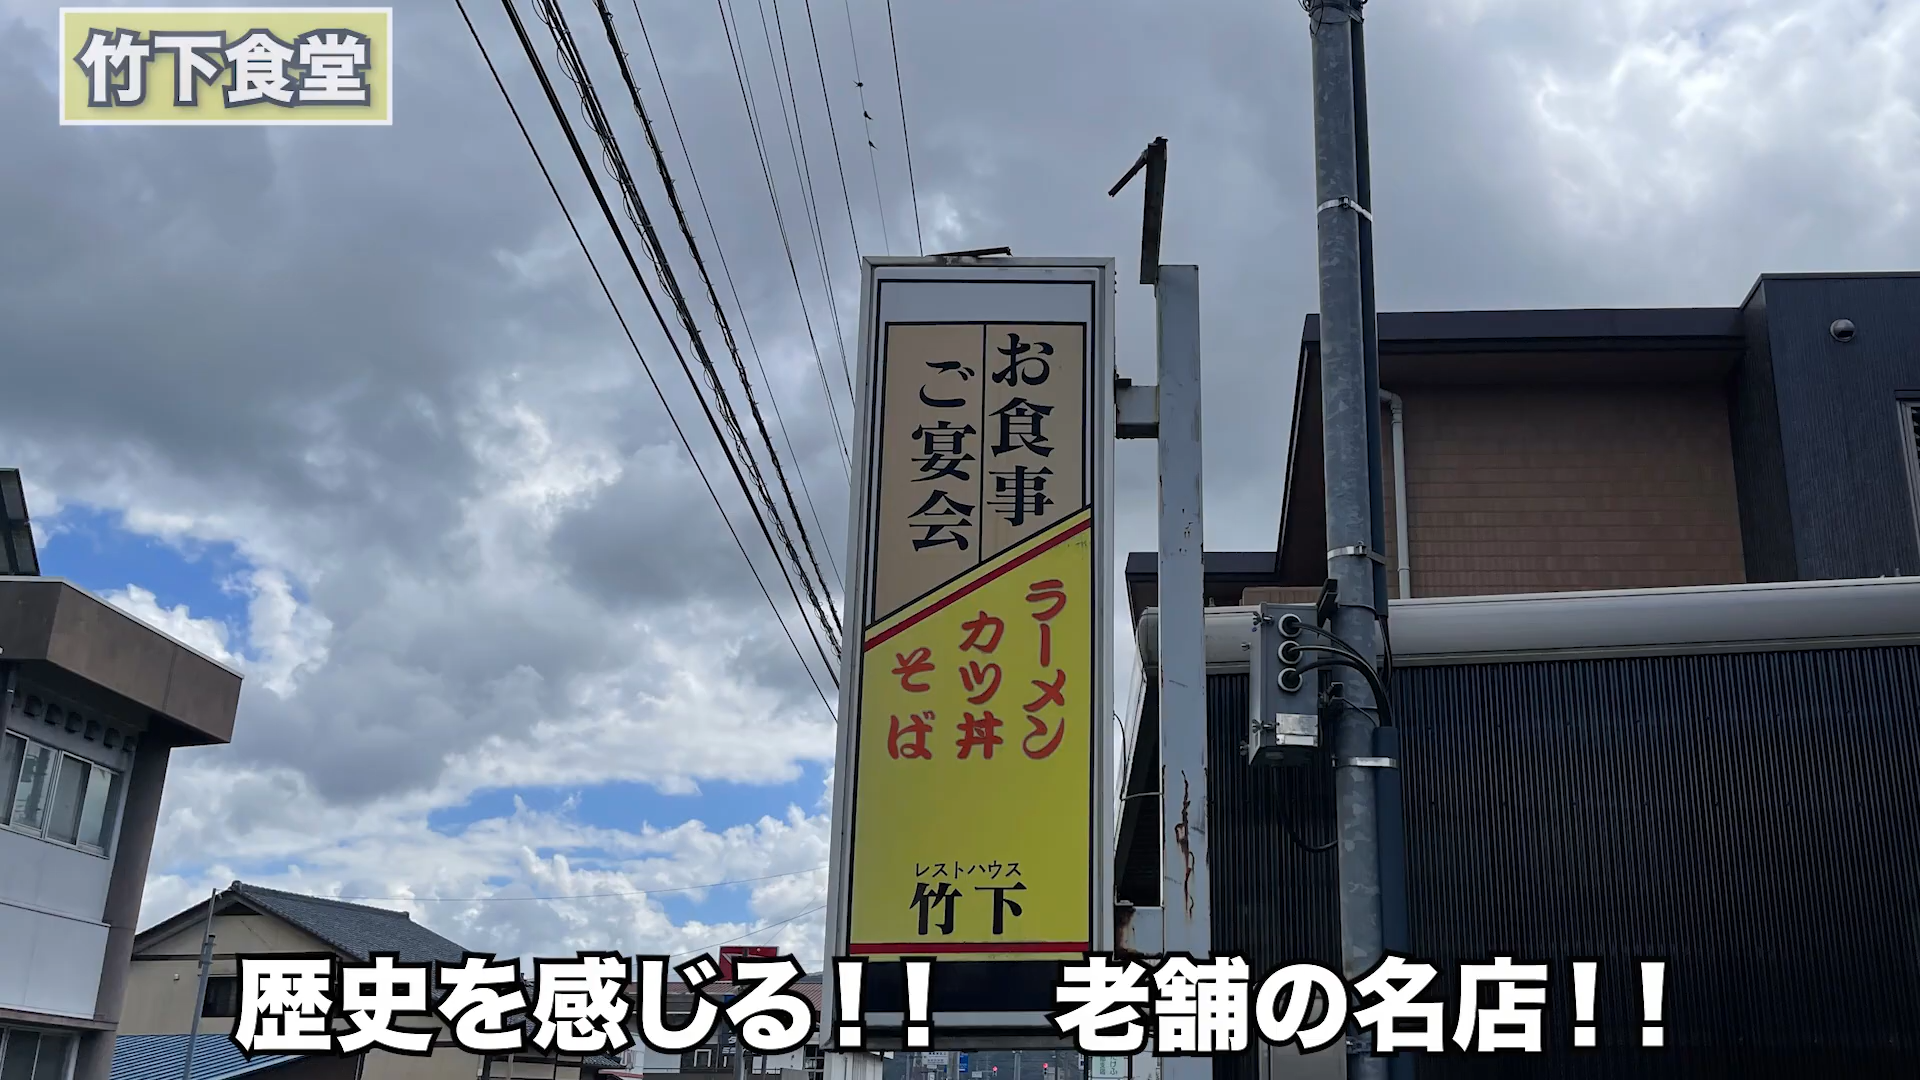 竹下食堂
お食事
ご宴会
ラーメン
カツ丼
そば
レストハウス
竹下
歴史を感じる!!　老舗の名店!!